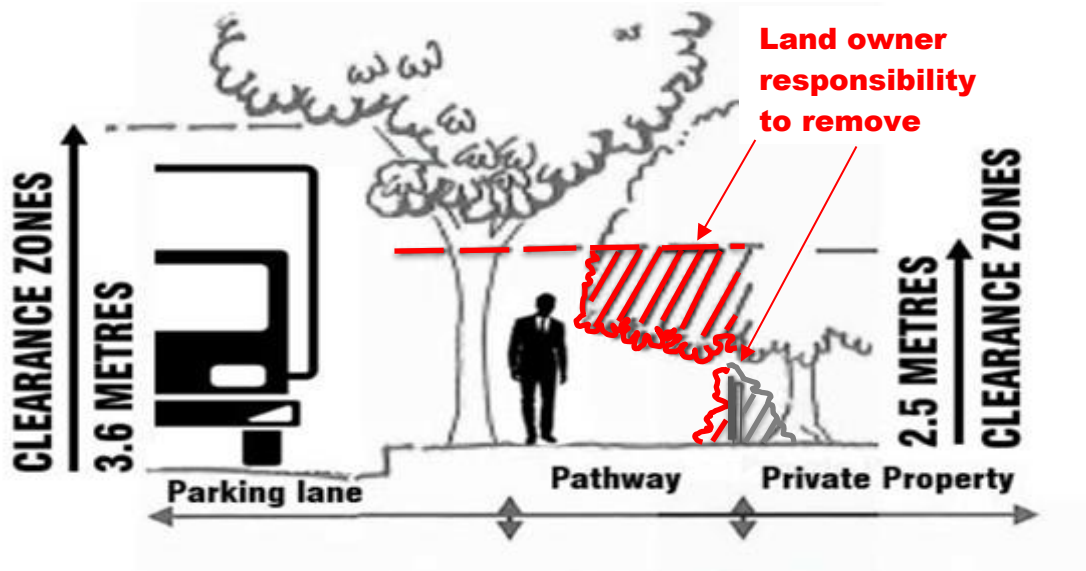 Land owner
responsibility
to remove
CLEARANCE ZONES
3.6 METRES
2.5 METRES
CLEARANCE ZONES
Parking lane
Pathway
Private Property